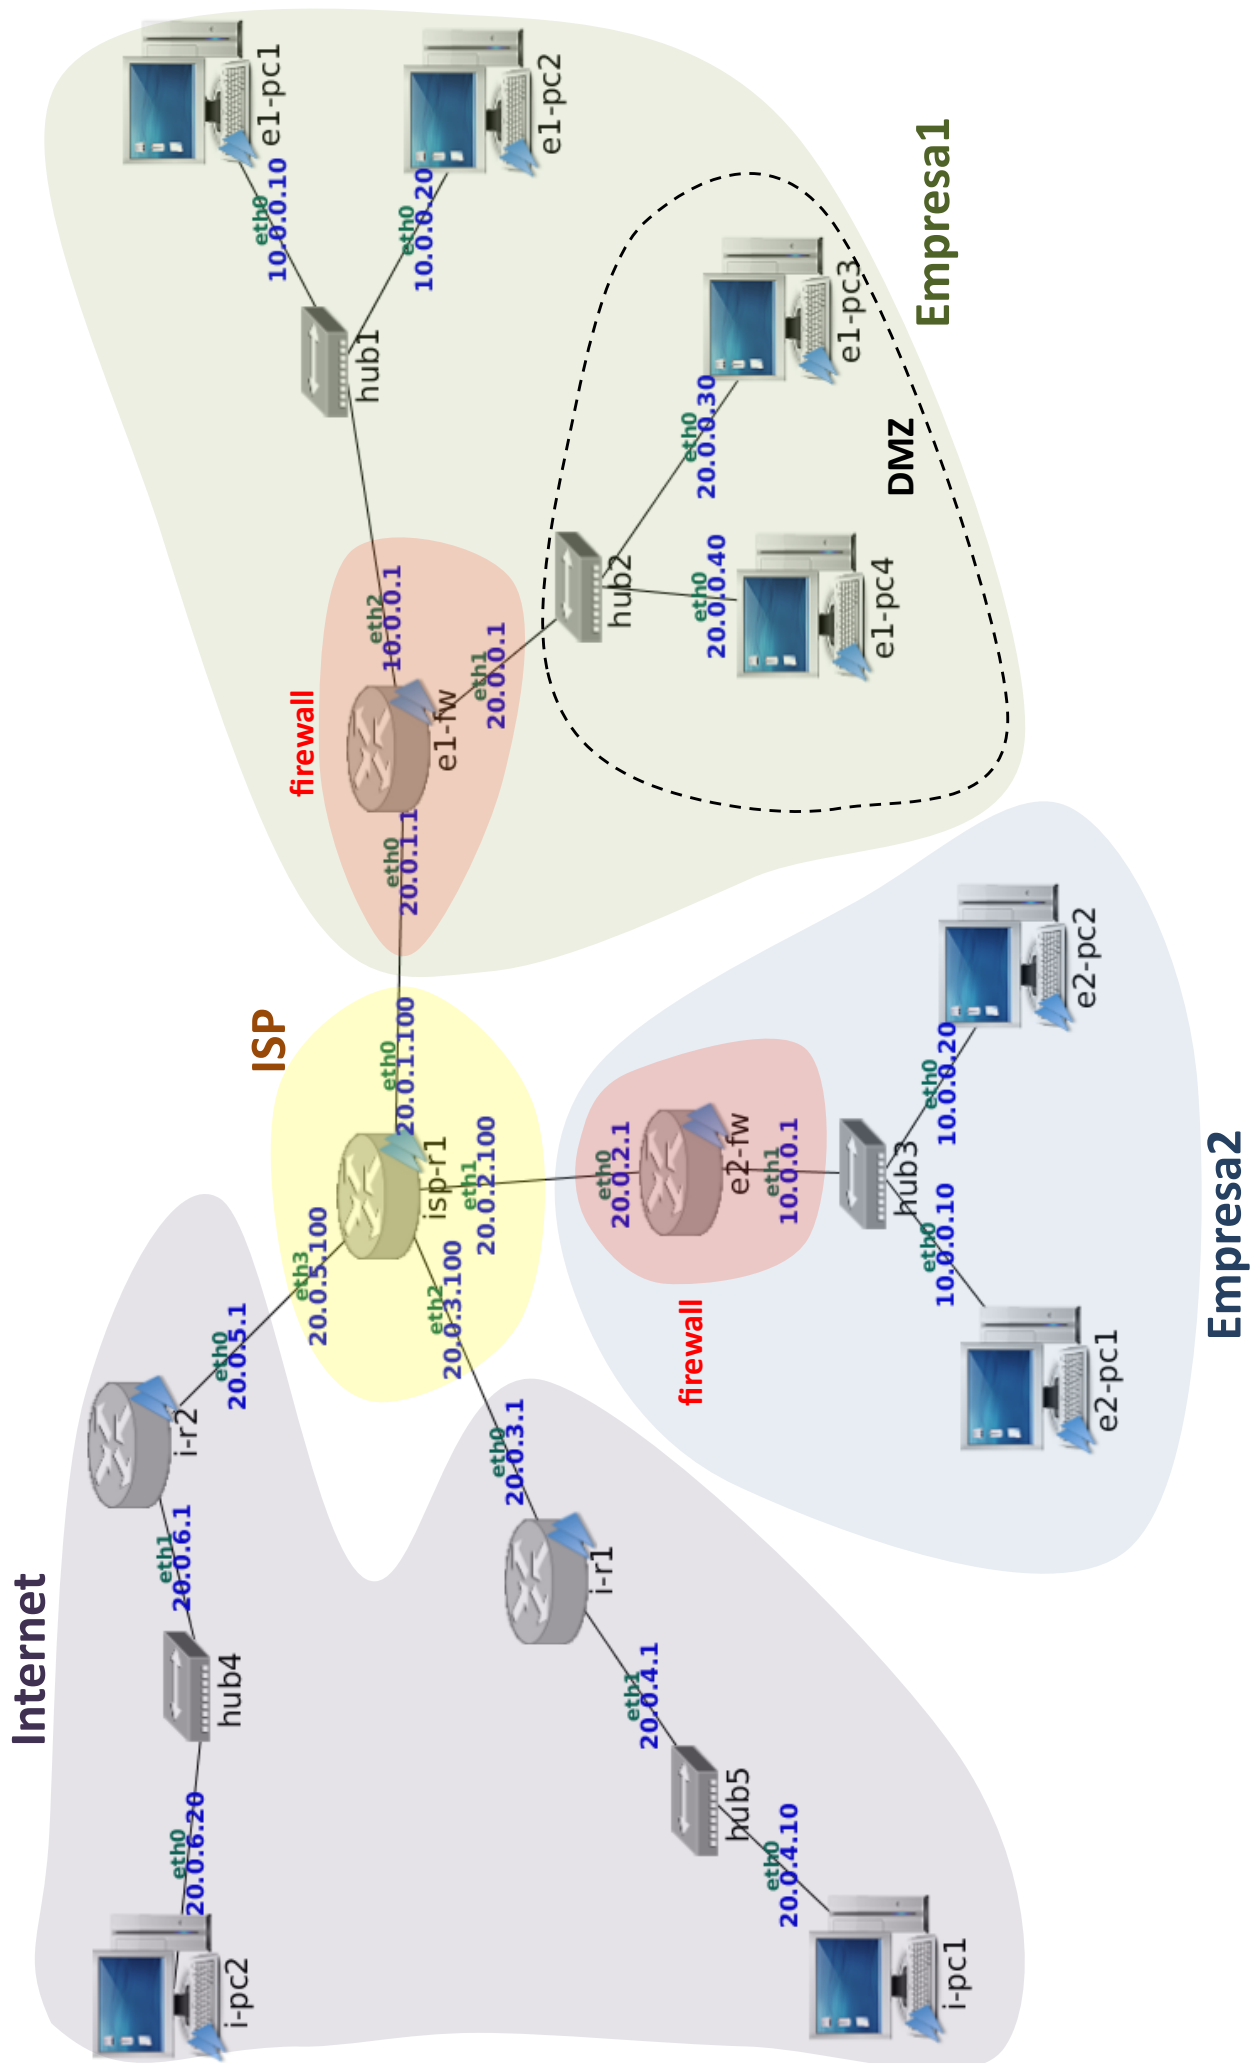 Internet
i-pc2
eth0
20.0.6.20
hub4
eth1
20.0.6.1
i-r2
eth0
20.0.5.1
i-pc1
eth0
20.0.4.10
hub5
eth1
20.0.4.1
i-r1
eth0
20.0.3.1
ISP
eth3
20.0.5.100
eth2
20.0.3.100
isp-r1
eth1
20.0.2.100
eth0
20.0.1.100
firewall
eth0
20.0.1.1
e1-fw
eth2
10.0.0.1
eth1
20.0.0.1
hub1
eth0
10.0.0.10
e1-pc1
eth0
10.0.0.20
e1-pc2
hub2
eth0
20.0.0.40
e1-pc4
eth0
20.0.0.30
e1-pc3
DMZ
Empresa1
firewall
eth0
20.0.2.1
e2-fw
eth1
10.0.0.1
hub3
eth0
10.0.0.10
e2-pc1
eth0
10.0.0.20
e2-pc2
Empresa2